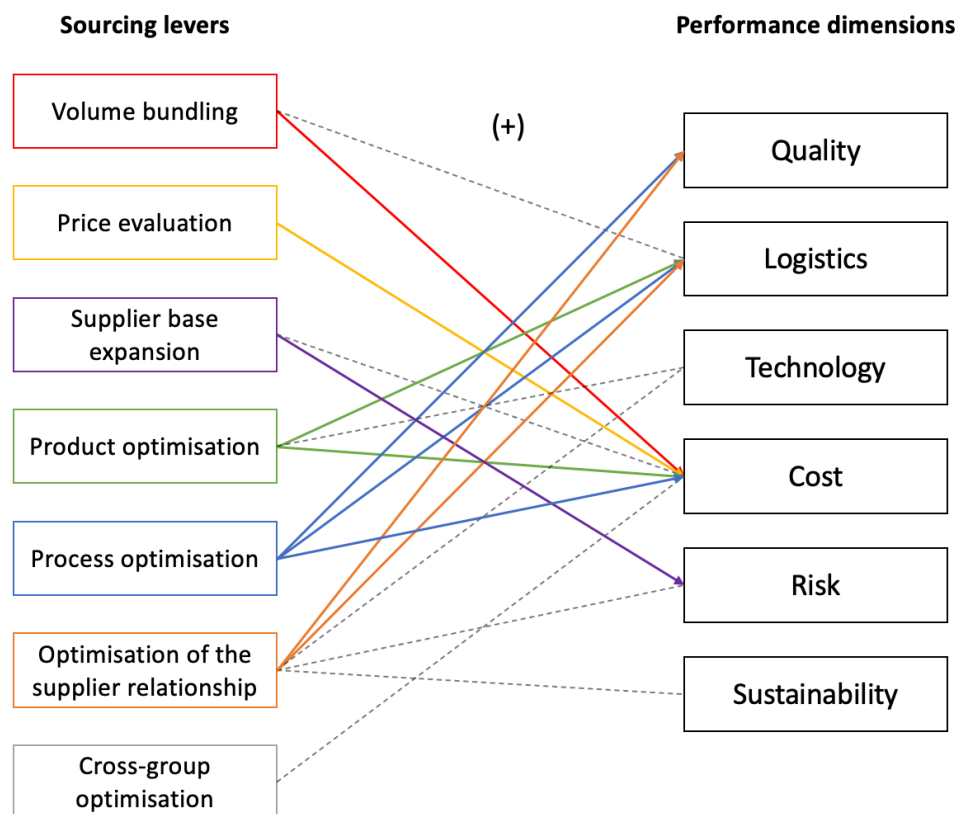 Sourcing levers
Performance dimensions
Volume bundling
(+)
Quality
Price evaluation
Logistics
Supplier base
expansion
Technology
Product optimisation
Cost
Process optimisation
Risk
Optimisation of the
supplier relationship
Sustainability
Cross-group
optimisation